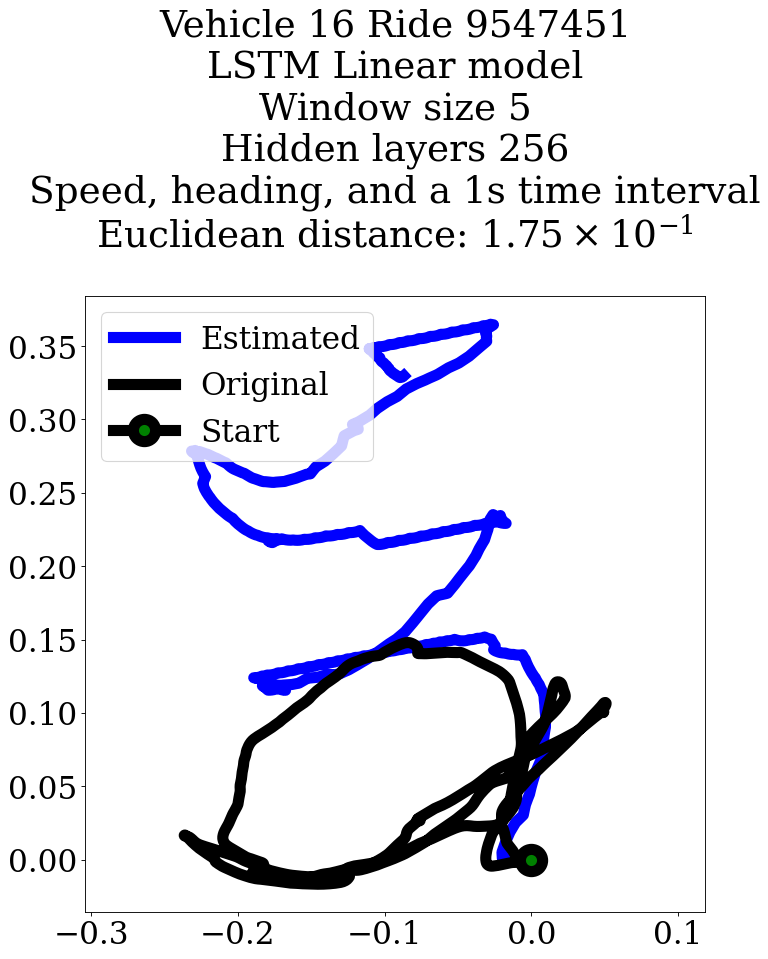 Vehicle 16 Ride 9547451
LSTM Linear model
Window size 5
Hidden layers 256
Speed, heading, and a 1s time interval
Euclidean distance: 1.75 × 10⁻¹
Estimated
Original
Start
0.35
0.30
0.25
0.20
0.15
0.10
0.05
0.00
−0.3 −0.2 −0.1 0.0 0.1